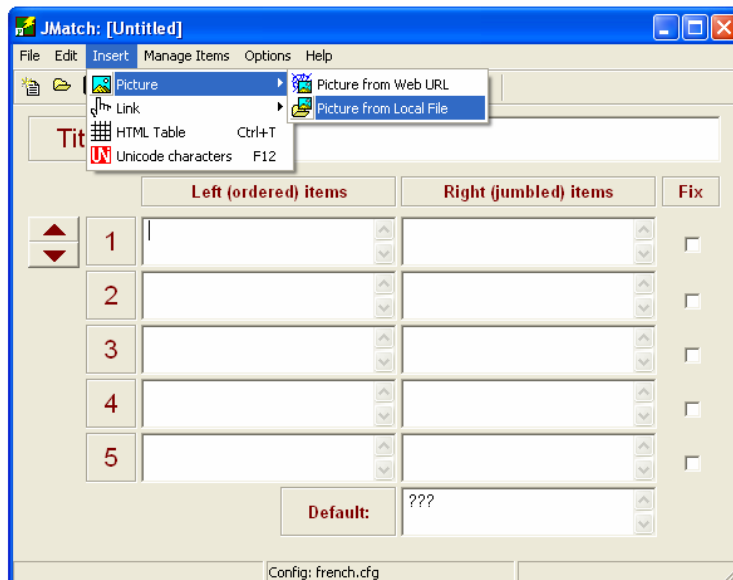 JMatch: [Untitled]
File Edit Insert Manage Items Options Help
Picture
Picture from Web URL
Link
Picture from Local File
HTML Table Ctrl+T
Unicode characters F12
Tit
Left (ordered) items Right (jumbled) items Fix
1
2
3
4
5
Default: ???
Config: french.cfg